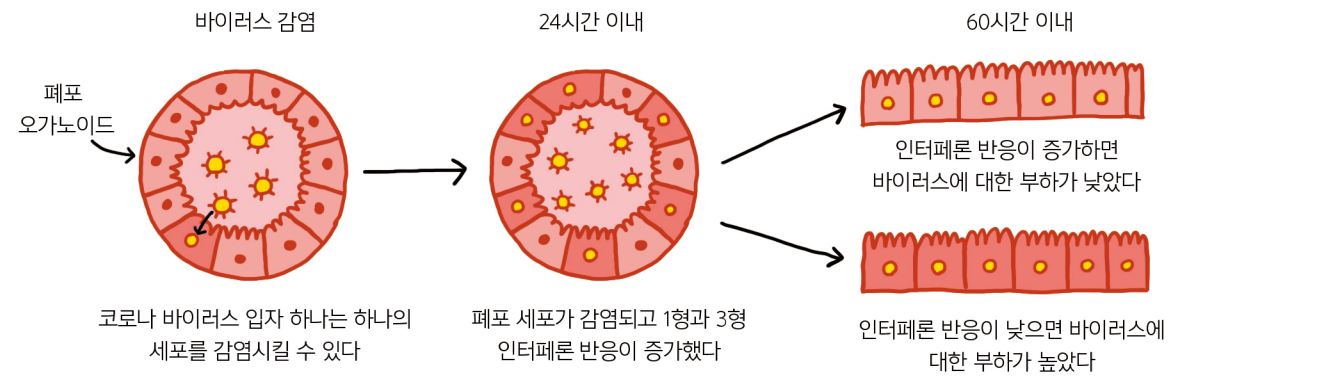 바이러스 감염
24시간 이내
60시간 이내
폐포
오가노이드
인터페론 반응이 증가하면
바이러스에 대한 부하가 낮았다
코로나 바이러스 입자 하나는 하나의
세포를 감염시킬 수 있다
폐포 세포가 감염되고 1형과 3형
인터페론 반응이 증가했다
인터페론 반응이 낮으면 바이러스에
대한 부하가 높았다